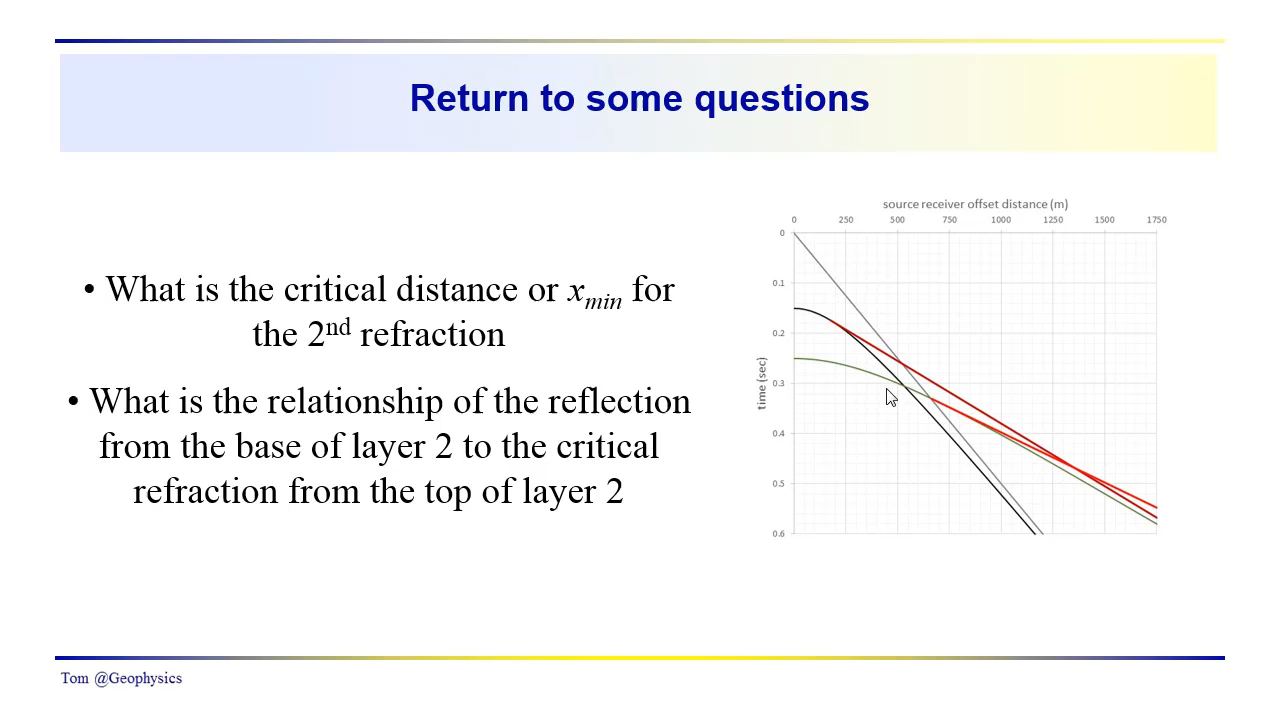 Return to some questions
• What is the critical distance or xmin for
the 2nd refraction
• What is the relationship of the reflection
from the base of layer 2 to the critical
refraction from the top of layer 2
source receiver offset distance (m)
0 250 500 750 1000 1250 1500 1750
0
0.1
0.2
0.3
0.4
0.5
0.6
time (sec)
Tom @Geophysics